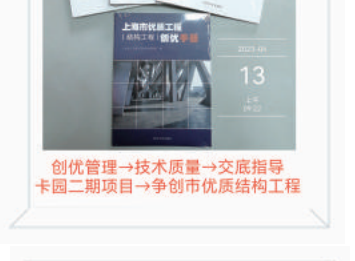 上海市优质工程
（结构工程）创优手册
13
上午
创优管理→技术质量→交底指导
卡园二期项目→争创市优质结构工程